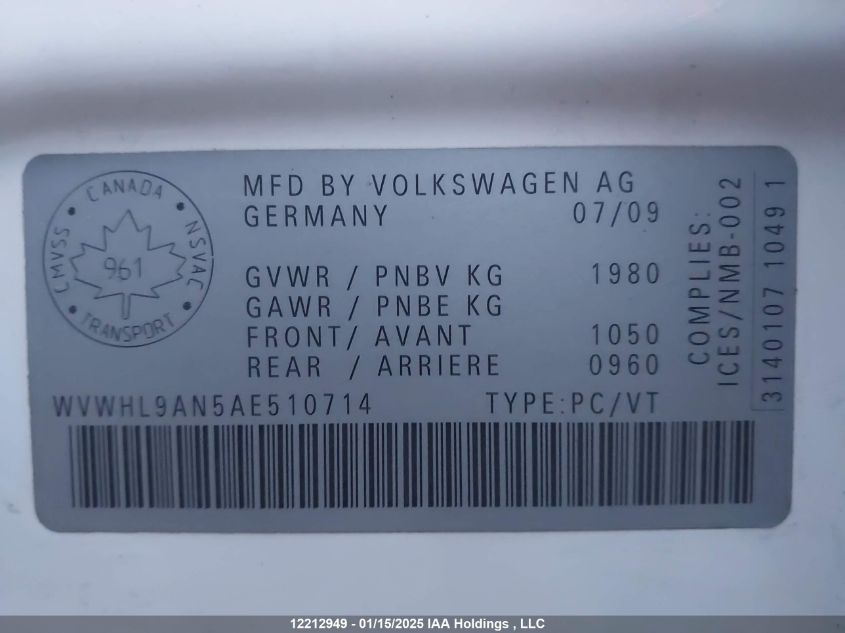 CANADA
CMVSS • NSVAC
961
• TRANSPORT •
MFD BY VOLKSWAGEN AG
GERMANY 07/09
GVWR / PNBV KG 1980
GAWR / PNBE KG
FRONT/ AVANT 1050
REAR / ARRIERE 0960
WVWHL9AN5AE510714 TYPE:PC/VT
COMPLIES:
ICES/NMB-002
3140107 1049 1
12212949 - 01/15/2025 IAA Holdings , LLC